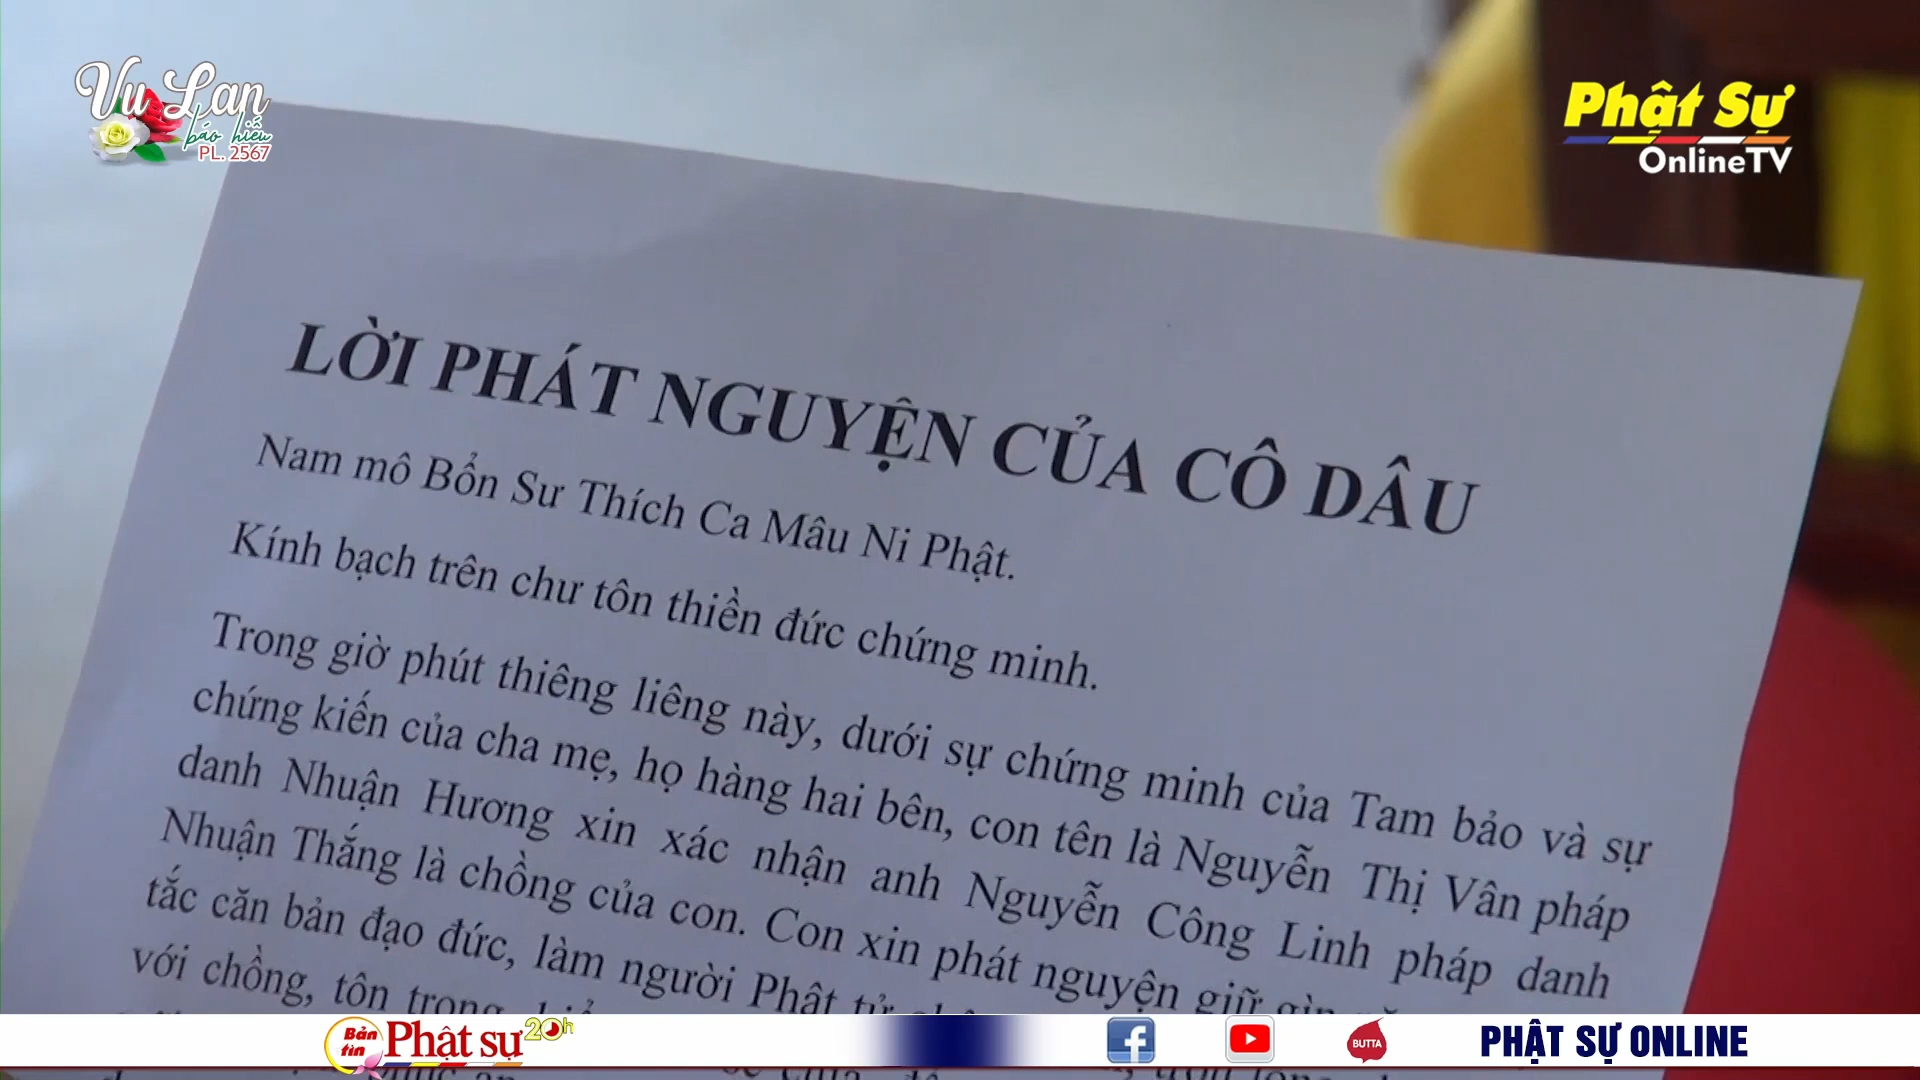 Vu Lan
báo hiếu
PL. 2567
Phật Sự
OnlineTV
LỜI PHÁT NGUYỆN CỦA CÔ DÂU
Nam mô Bổn Sư Thích Ca Mâu Ni Phật.
Kính bạch trên chư tôn thiền đức chứng minh.
Trong giờ phút thiêng liêng này, dưới sự chứng minh của Tam bảo và sự
chứng kiến của cha mẹ, họ hàng hai bên, con tên là Nguyễn Thị Vân pháp
danh Nhuận Hương xin xác nhận anh Nguyễn Công Linh pháp danh
Nhuận Thắng là chồng của con. Con xin phát nguyện giữ gìn
tắc căn bản đạo đức, làm người Phật tử
với chồng, tôn trọng
Bản tin Phật sự 20h
BUTTA
PHẬT SỰ ONLINE